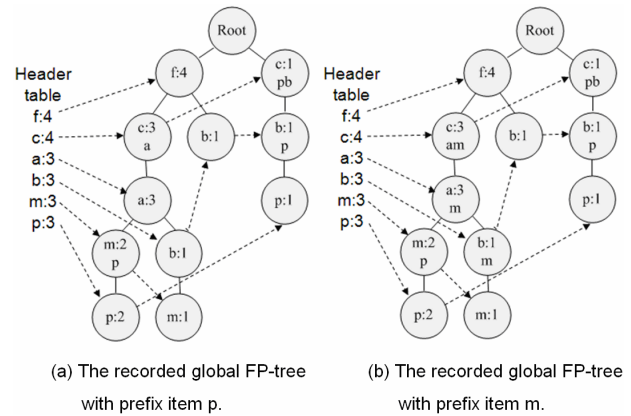 Root
f:4
c:1
pb
c:3
a
b:1
b:1
p
a:3
p:1
m:2
p
b:1
p:2
m:1
Header
table
f:4
c:4
a:3
b:3
m:3
p:3
(a) The recorded global FP-tree
with prefix item p.
Root
f:4
c:1
pb
c:3
am
b:1
b:1
p
a:3
m
p:1
m:2
p
b:1
m
p:2
m:1
Header
table
f:4
c:4
a:3
b:3
m:3
p:3
(b) The recorded global FP-tree
with prefix item m.